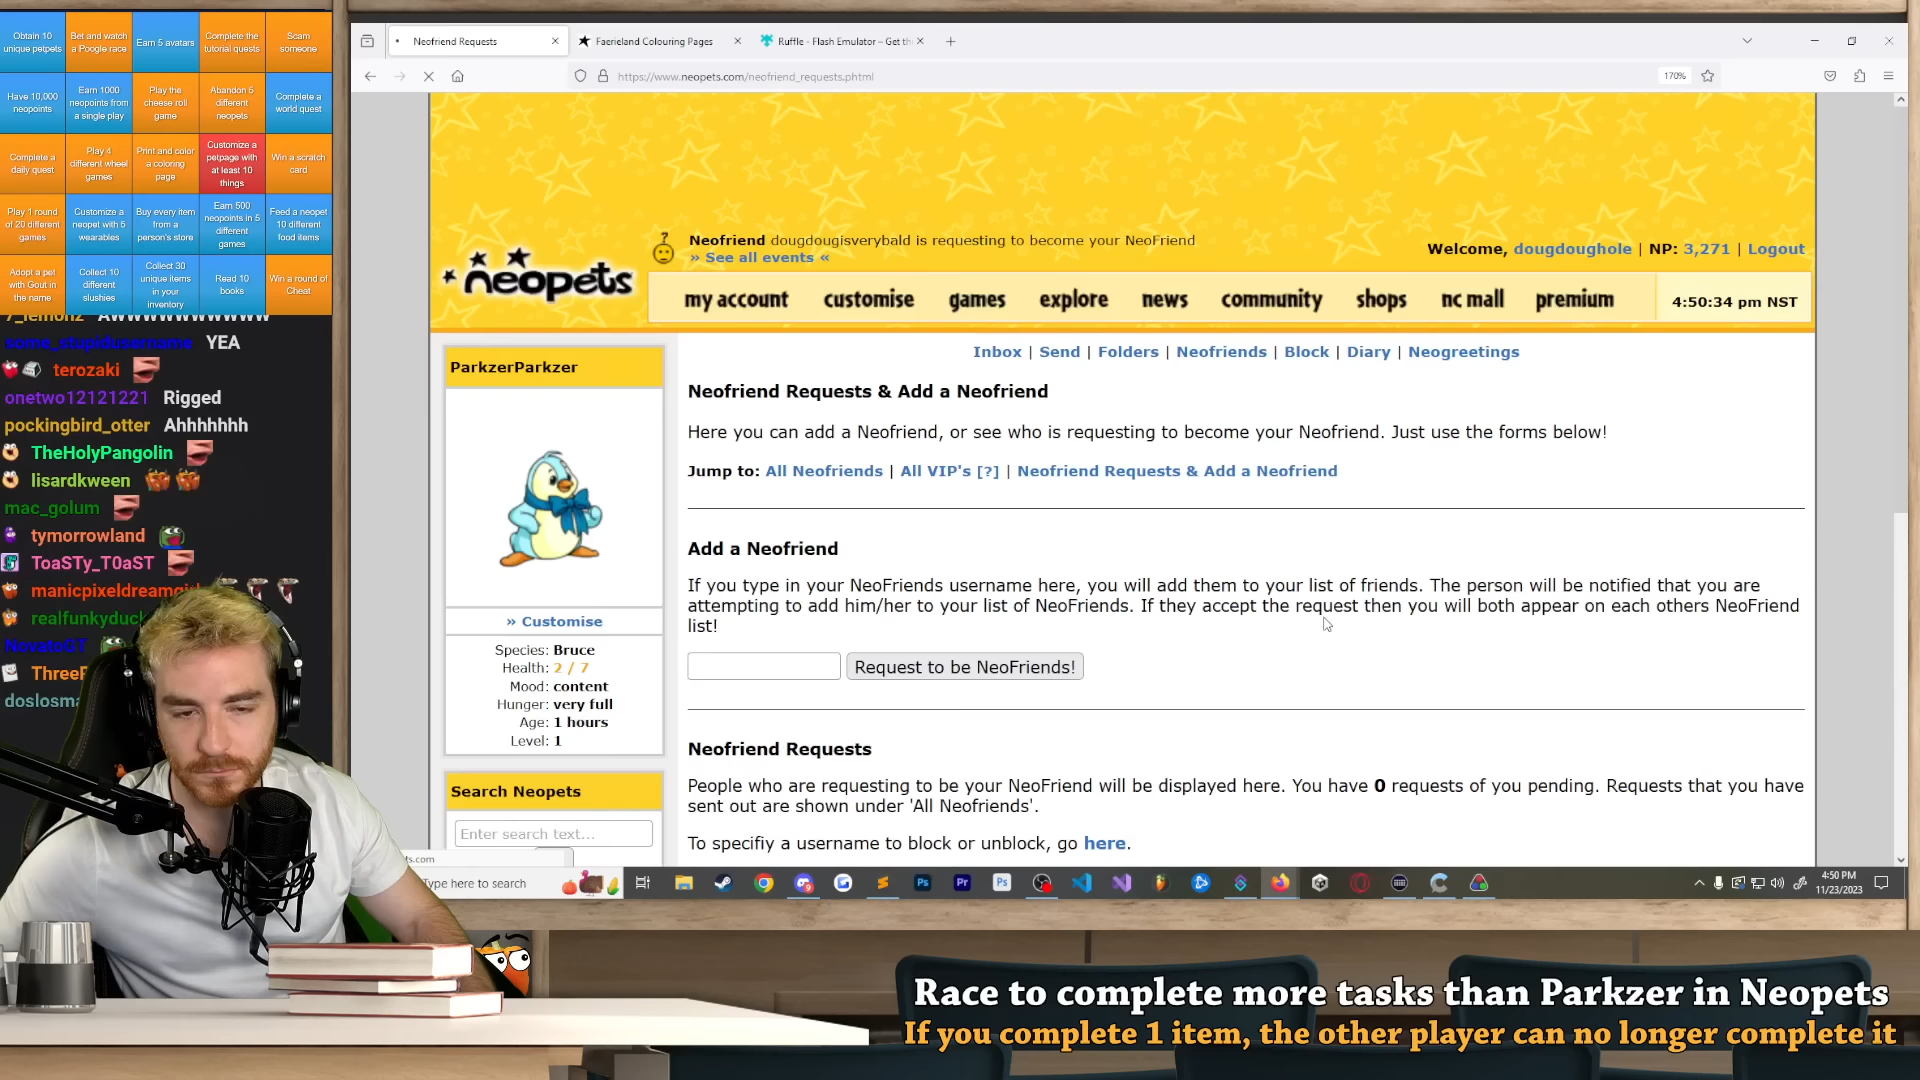 Obtain 10
unique petpets
Bet and watch
a Poogle race
Earn 5 avatars
Complete the
tutorial quests
Scam
someone
Have 10,000
neopoints
Earn 1000
neopoints from
a single play
Play the
cheese roll
game
Abandon 5
different
neopets
Complete a
world quest
Complete a
daily quest
Play 4
different wheel
games
Print and color
a coloring
page
Customize a
petpage with
at least 10
things
Win a scratch
card
Play 1 round
of 20 different
games
Customize a
neopet with 5
wearables
Buy every item
from a
person's store
Earn 500
neopoints in 5
different
games
Feed a neopet
10 different
food items
Adopt a pet
with Gout in
the name
Collect 10
different
slushies
Collect 30
unique items
in your
inventory
Read 10
books
Win a round of
Cheat
7_lemonz AWWWWWWWWWW
some_stupidusername YEA
terozaki
onetwo12121221 Rigged
pockingbird_otter Ahhhhhhh
TheHolyPangolin
lisardkween
mac_golum
tymorrowland
ToaSTy_T0aST
manicpixeldreamgirl
realfunkyduck
NovatoGT
doslosma
Neofriend Requests
Faerieland Colouring Pages
Ruffle - Flash Emulator – Get th
https://www.neopets.com/neofriend_requests.phtml
170%
Neofriend dougdougisverybald is requesting to become your NeoFriend
» See all events «
Welcome, dougdoughole | NP: 3,271 | Logout
neopets
my account customise games explore news community shops nc mall premium
4:50:34 pm NST
Inbox | Send | Folders | Neofriends | Block | Diary | Neogreetings
ParkzerParkzer
» Customise
Species: Bruce
Health: 2 / 7
Mood: content
Hunger: very full
Age: 1 hours
Level: 1
Search Neopets
Enter search text...
Neofriend Requests & Add a Neofriend
Here you can add a Neofriend, or see who is requesting to become your Neofriend. Just use the forms below!
Jump to: All Neofriends | All VIP's [?] | Neofriend Requests & Add a Neofriend
Add a Neofriend
If you type in your NeoFriends username here, you will add them to your list of friends. The person will be notified that you are
attempting to add him/her to your list of NeoFriends. If they accept the request then you will both appear on each others NeoFriend
list!
Request to be NeoFriends!
Neofriend Requests
People who are requesting to be your NeoFriend will be displayed here. You have 0 requests of you pending. Requests that you have
sent out are shown under 'All Neofriends'.
To specifiy a username to block or unblock, go here.
ts.com
Type here to search
Ps
Pr
Ps
4:50 PM
11/23/2023
Race to complete more tasks than Parkzer in Neopets
If you complete 1 item, the other player can no longer complete it